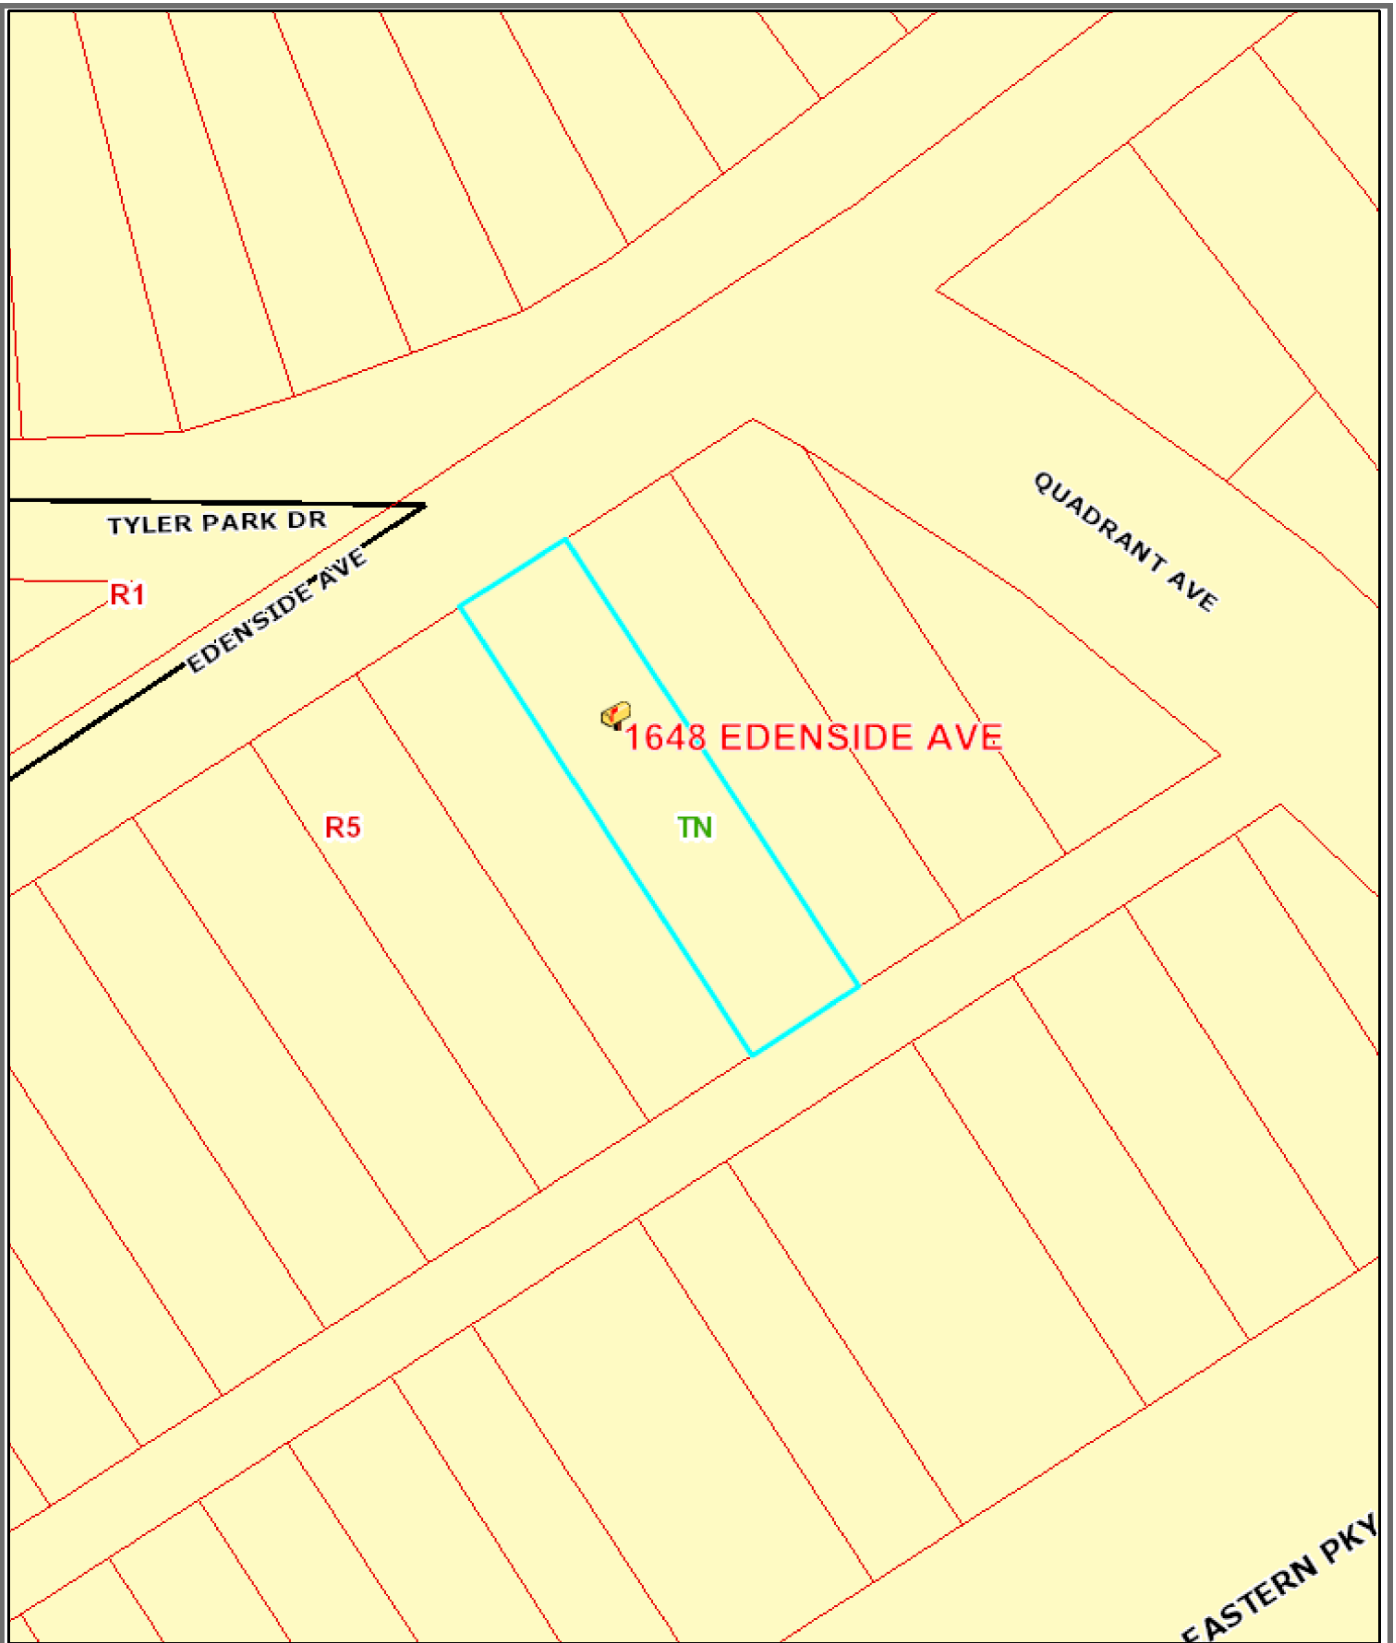 QUADRANT AVE
TYLER PARK DR
EDENSIDE AVE
R1
1648 EDENSIDE AVE
R5
TN
EASTERN PKY